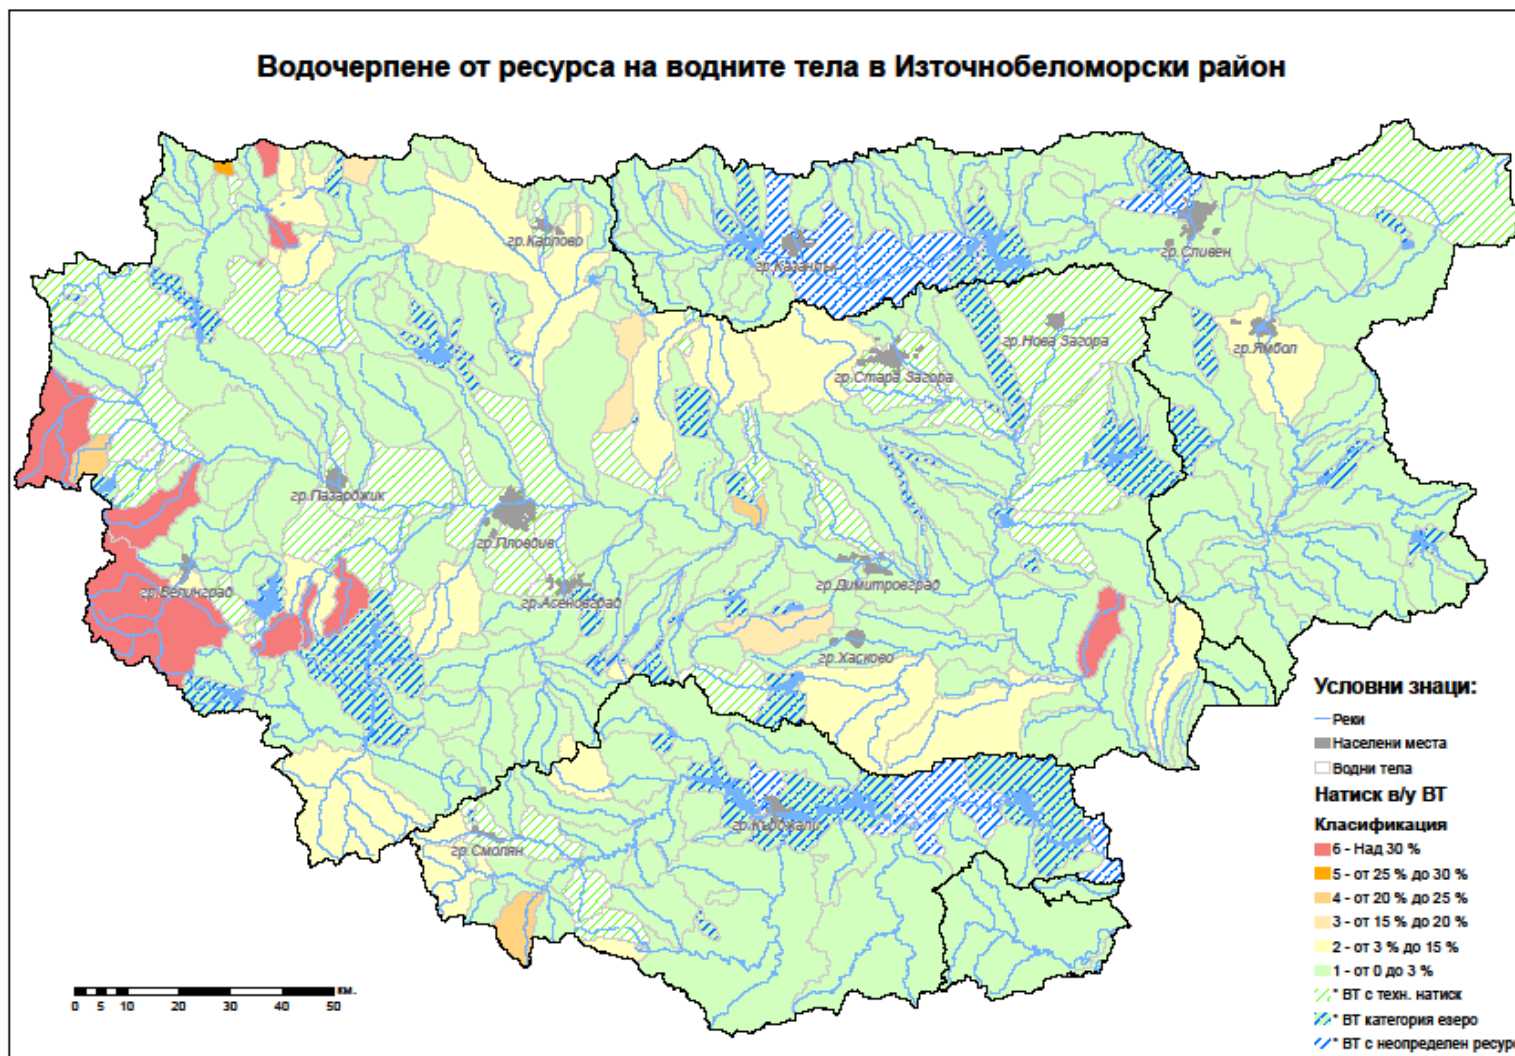 Водочерпене от ресурса на водните тела в Източнобеломорски район
гр.Карлово
гр.Казанлък
гр.Сливен
гр.Нова Загора
гр.Ямбол
гр.Стара Загора
гр.Пазарджик
гр.Пловдив
гр.Велинград
гр.Асеновград
гр.Димитровград
гр.Хасково
гр.Кърджали
гр.Смолян
Условни знаци:
Реки
Населени места
Водни тела
Натиск в/у ВТ
Класификация
6 - Над 30 %
5 - от 25 % до 30 %
4 - от 20 % до 25 %
3 - от 15 % до 20 %
2 - от 3 % до 15 %
1 - от 0 до 3 %
* ВТ с техн. натиск
* ВТ категория езеро
* ВТ с неопределен ресурс
км.
0 5 10 20 30 40 50